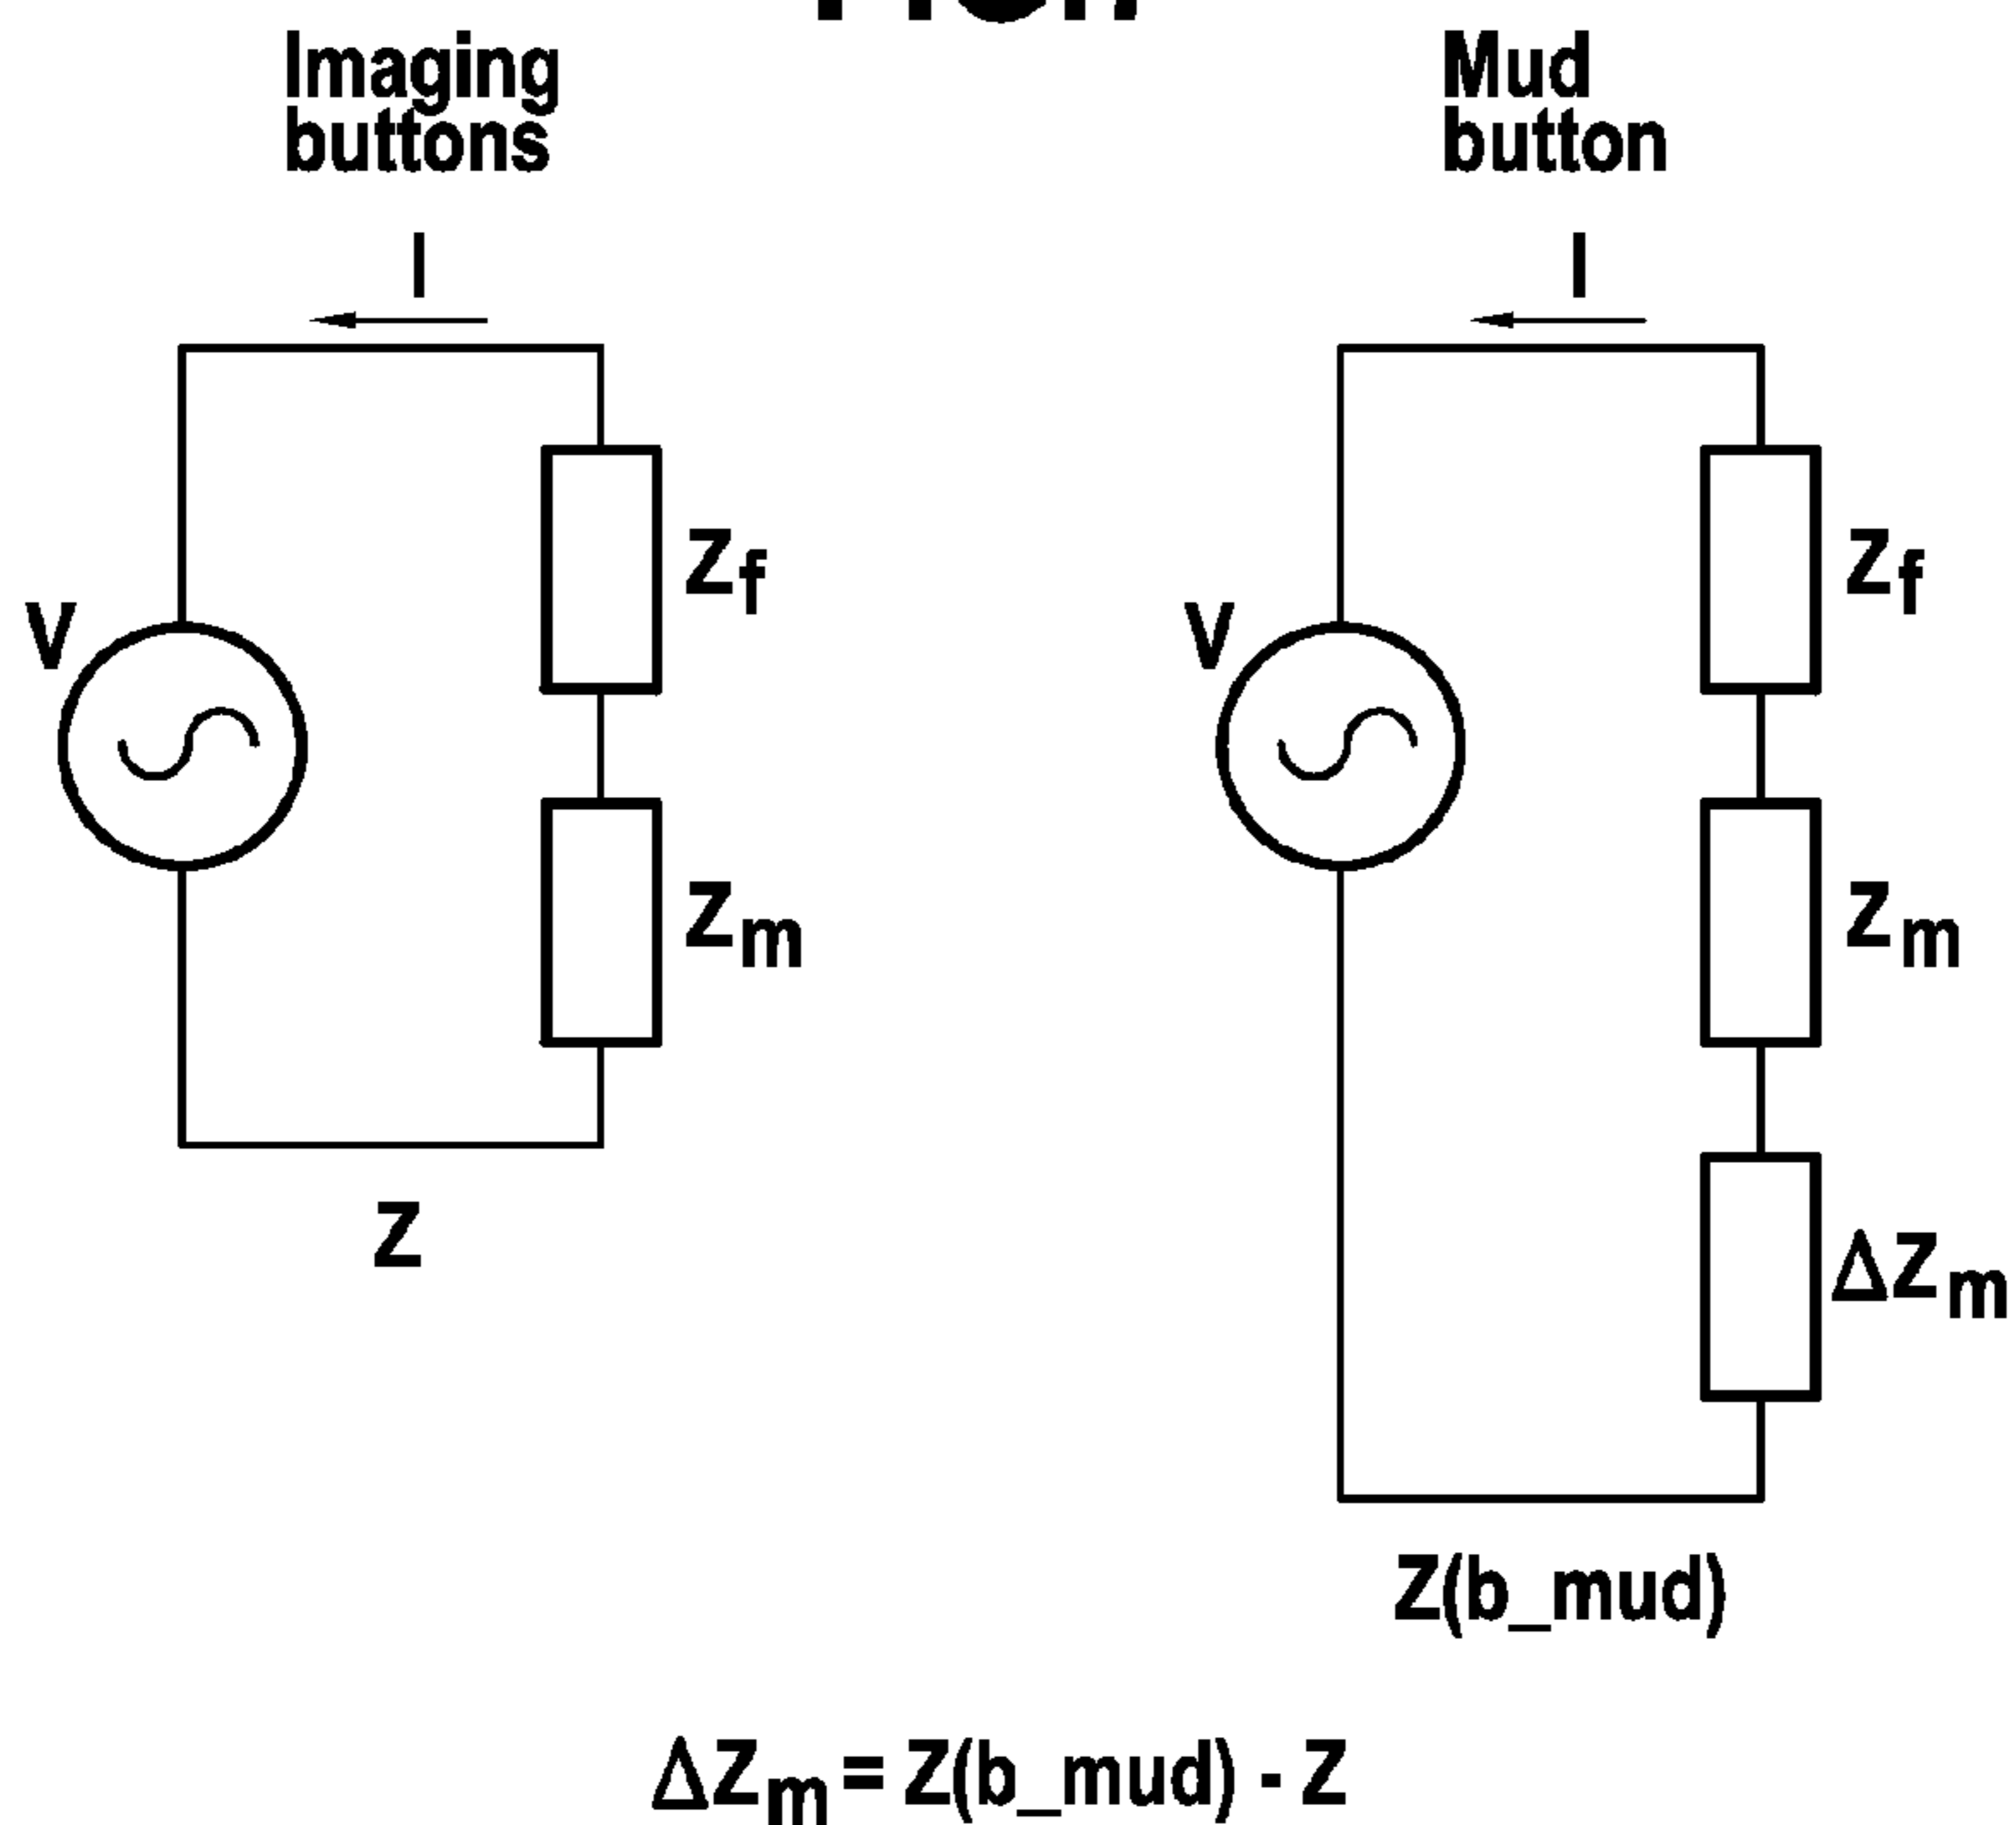 Imaging
buttons
I
V
Zf
Zm
Z
Mud
button
I
V
Zf
Zm
ΔZm
Z(b_mud)
ΔZm = Z(b_mud) - Z